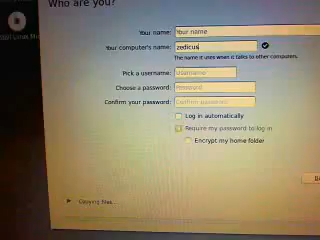 Who are you?
Your name: Your name
Your computer's name: zedicus
The name it uses when it talks to other computers.
Pick a username: Username
Choose a password: Password
Confirm your password: Confirm password
Log in automatically
Require my password to log in
Encrypt my home folder
Copying files...